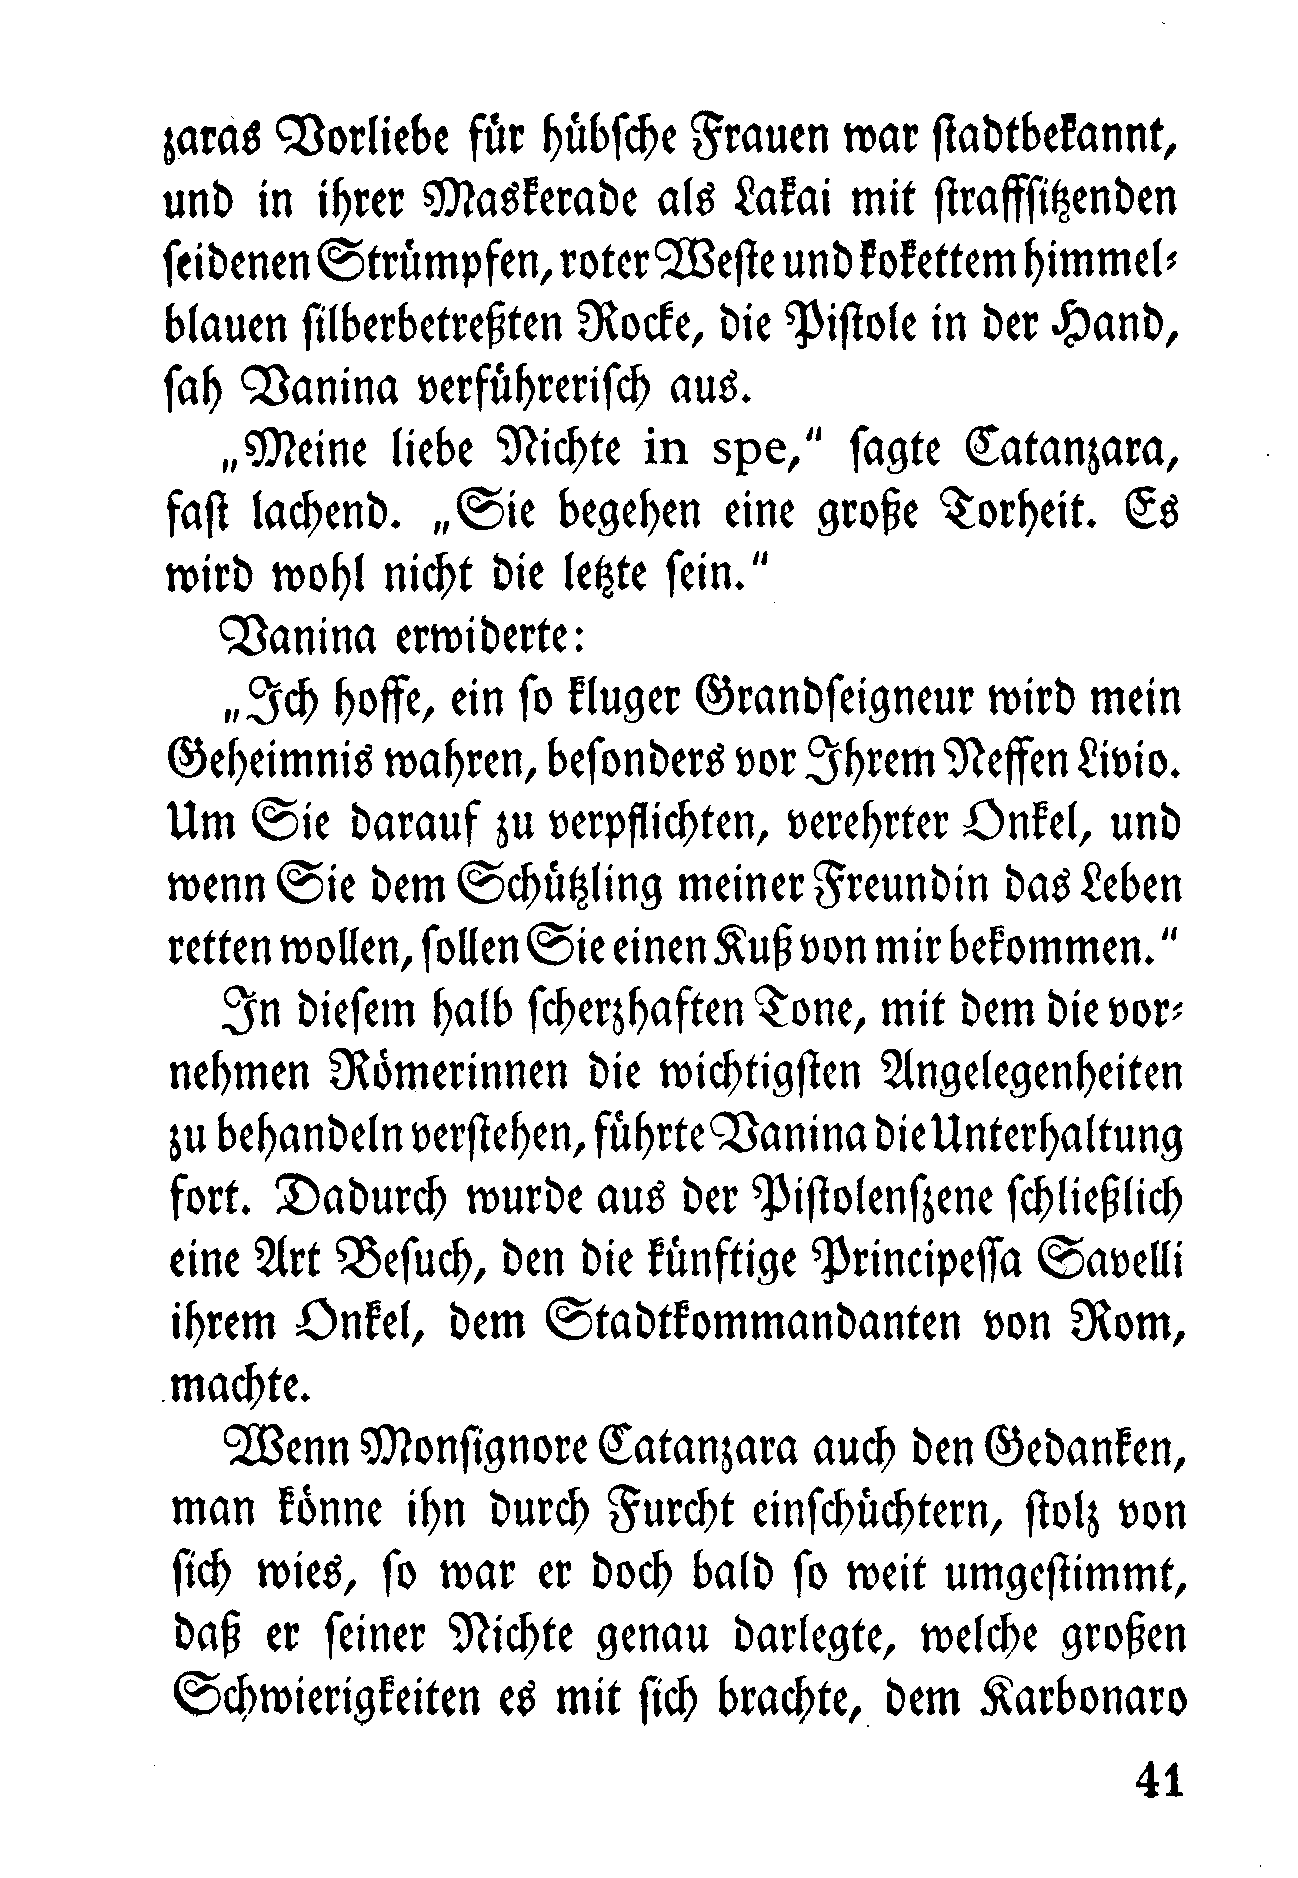 zaras Vorliebe für hübsche Frauen war stadtbekannt,
und in ihrer Maskerade als Lakai mit straffsitzenden
seidenen Strümpfen, roter Weste und kokettem himmel-
blauen silberbetreßten Rocke, die Pistole in der Hand,
sah Vanina verführerisch aus.
„Meine liebe Nichte in spe,“ sagte Catanzara,
fast lachend. „Sie begehen eine große Torheit. Es
wird wohl nicht die letzte sein.“
Vanina erwiderte:
„Ich hoffe, ein so kluger Grandseigneur wird mein
Geheimnis wahren, besonders vor Ihrem Neffen Livio.
Um Sie darauf zu verpflichten, verehrter Onkel, und
wenn Sie dem Schützling meiner Freundin das Leben
retten wollen, sollen Sie einen Kuß von mir bekommen.“
In diesem halb scherzhaften Tone, mit dem die vor-
nehmen Römerinnen die wichtigsten Angelegenheiten
zu behandeln verstehen, führte Vanina die Unterhaltung
fort. Dadurch wurde aus der Pistolenszene schließlich
eine Art Besuch, den die künftige Principessa Savelli
ihrem Onkel, dem Stadtkommandanten von Rom,
machte.
Wenn Monsignore Catanzara auch den Gedanken,
man könne ihn durch Furcht einschüchtern, stolz von
sich wies, so war er doch bald so weit umgestimmt,
daß er seiner Nichte genau darlegte, welche großen
Schwierigkeiten es mit sich brachte, dem Karbonaro
41